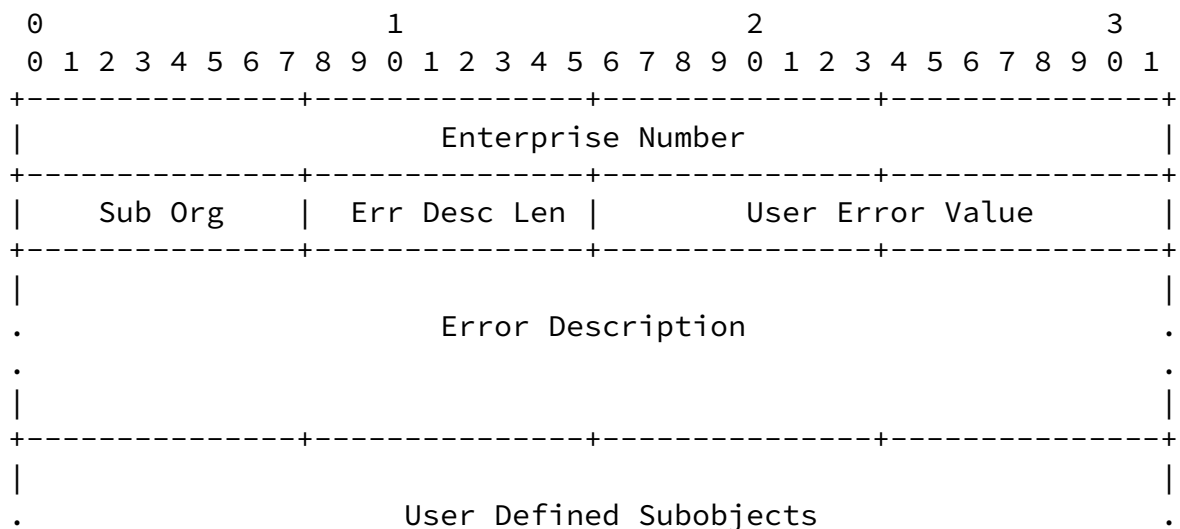 0                   1                   2                   3
 0 1 2 3 4 5 6 7 8 9 0 1 2 3 4 5 6 7 8 9 0 1 2 3 4 5 6 7 8 9 0 1
+---------------+---------------+---------------+---------------+
|                       Enterprise Number                       |
+---------------+---------------+---------------+---------------+
|    Sub Org    |  Err Desc Len |        User Error Value       |
+---------------+---------------+---------------+---------------+
|                                                               |
.                       Error Description                       .
.                                                               .
|                                                               |
+---------------+---------------+---------------+---------------+
|                                                               |
.                     User Defined Subobjects                   .